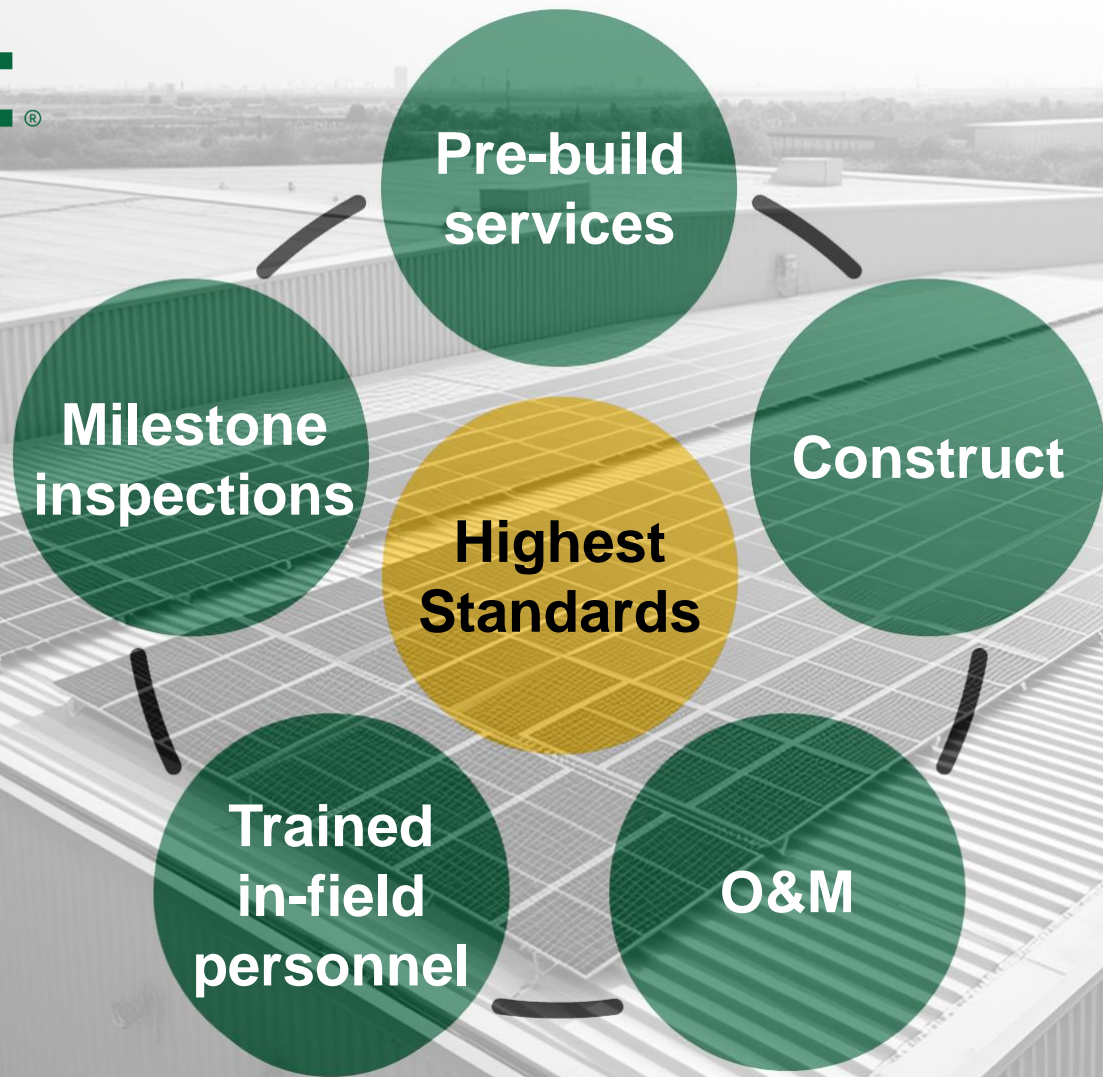 ®
Pre-build
services
Milestone
inspections
Construct
Highest
Standards
Trained
in-field
personnel
O&M